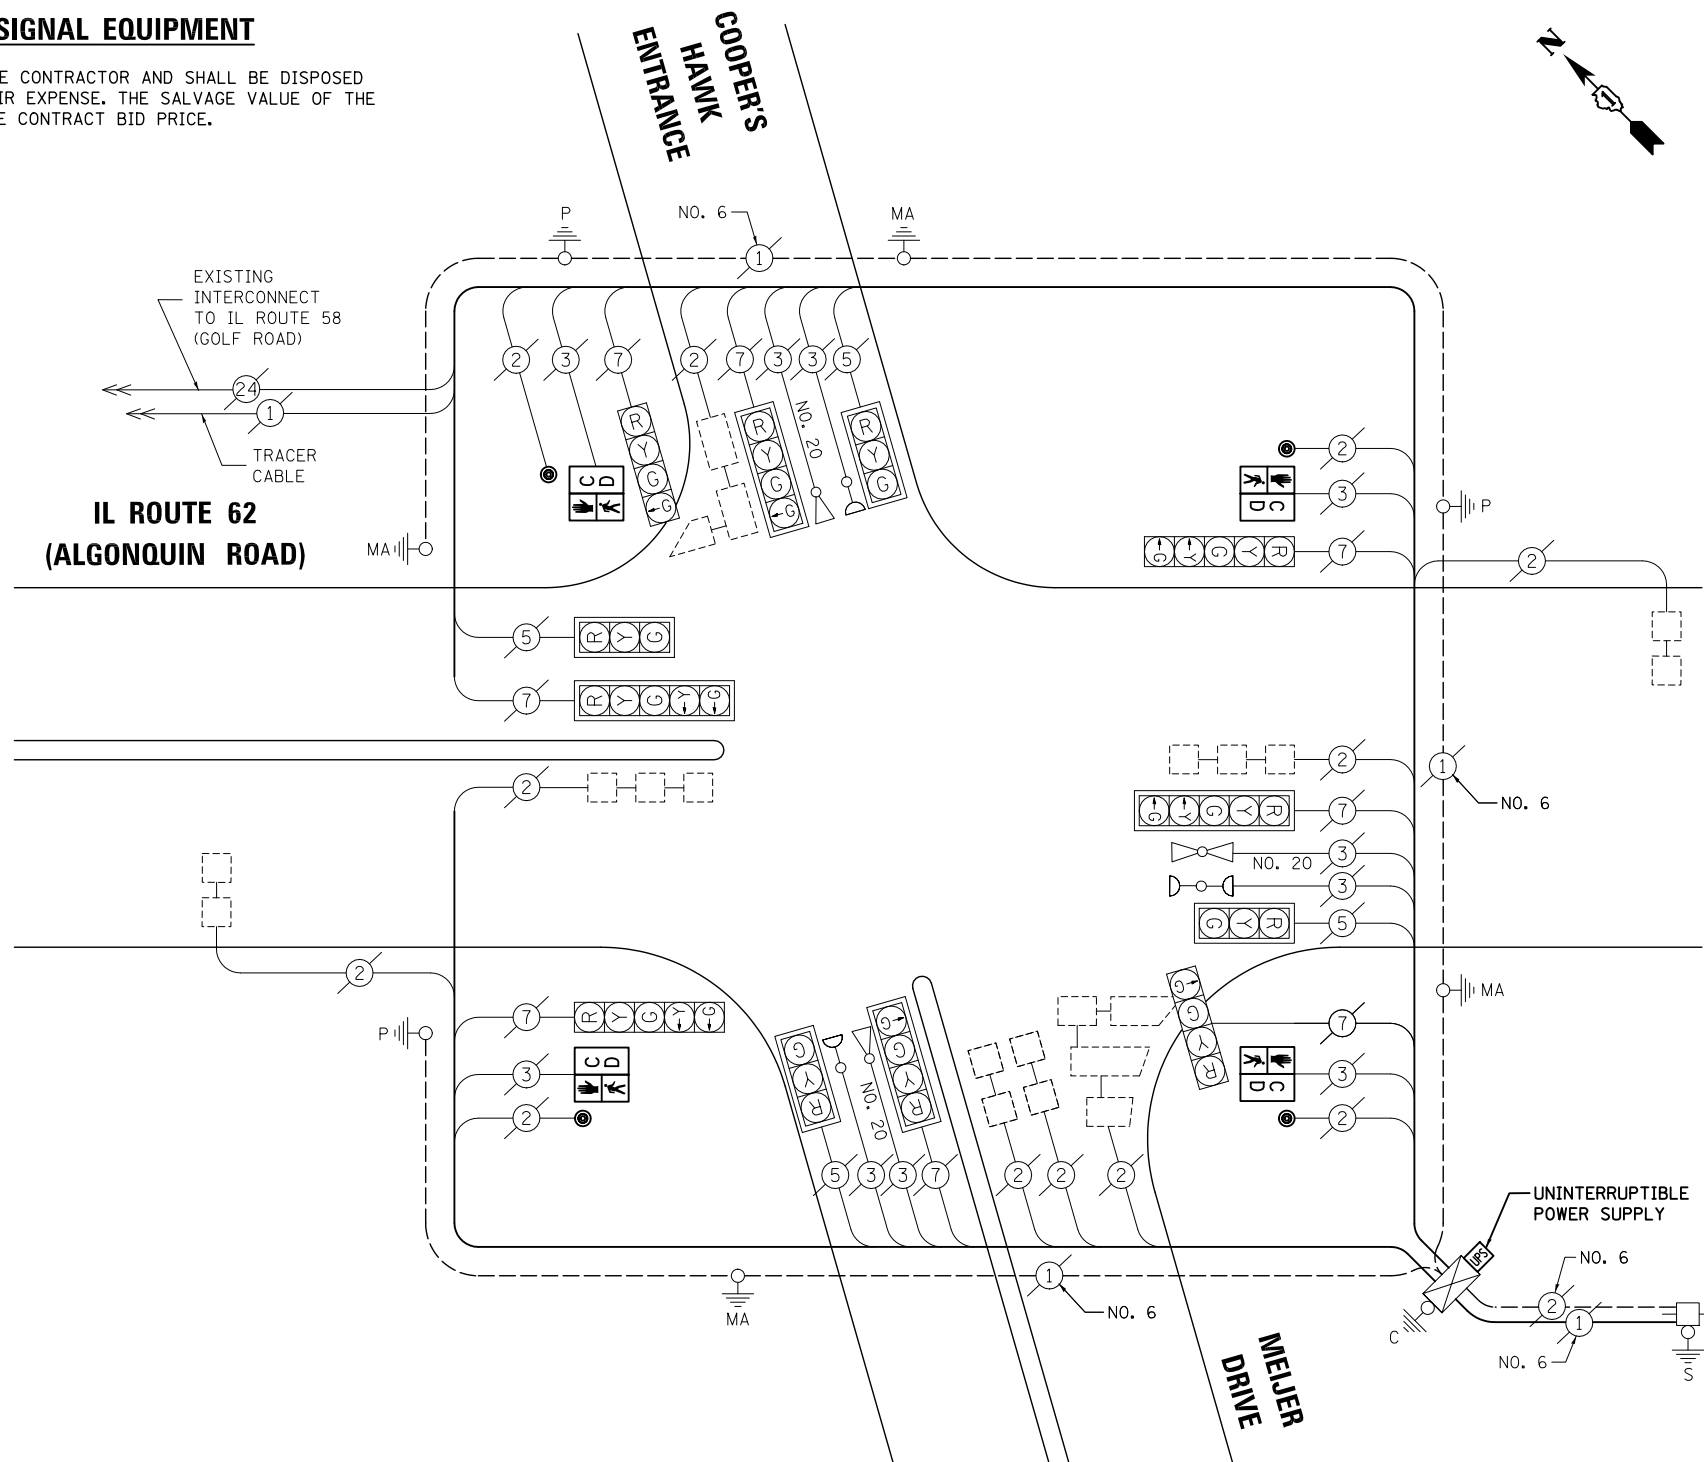 SIGNAL EQUIPMENT
E CONTRACTOR AND SHALL BE DISPOSED
IR EXPENSE. THE SALVAGE VALUE OF THE
E CONTRACT BID PRICE.
COOPER'S
HAWK
ENTRANCE
N
1
P
NO. 6
1
MA
EXISTING
INTERCONNECT
TO IL ROUTE 58
(GOLF ROAD)
24
1
TRACER
CABLE
IL ROUTE 62
(ALGONQUIN ROAD)
MA
2 3 7 2 7 3 3 5
C D
R Y G G
R Y G G
NO. 20
R Y G
2
3
C D
R Y G Y G
7
P
2
5
R Y G
7
R Y G Y G
2
2
R Y G Y G
7
1
NO. 6
3
NO. 20
3
R Y G
5
2
MA
P
7
R Y G Y G
3
C D
2
G Y R
NO. 20
G G Y R
G G Y R
7
3
C D
2
5 3 3 7 2 2 2
UNINTERRUPTIBLE
POWER SUPPLY
UPS
NO. 6
2
1
NO. 6
S
C
1
NO. 6
MA
MEIJER
DRIVE